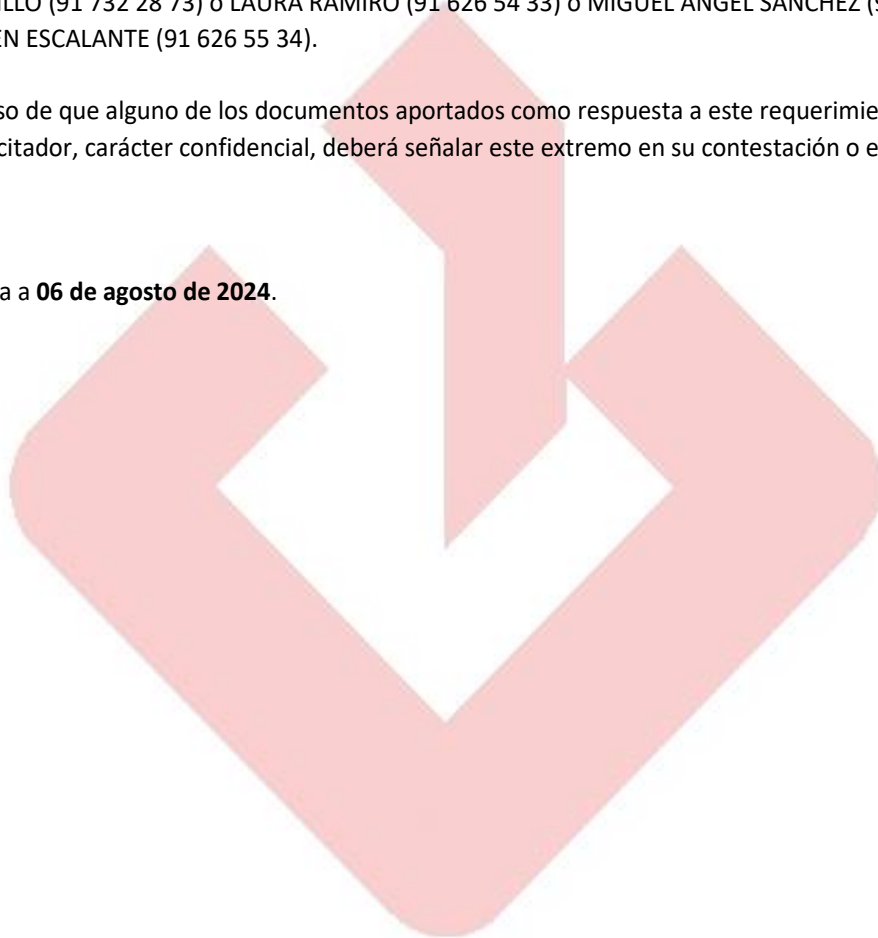 LLO (91 732 28 73) o LAURA RAMIRO (91 626 54 33) o MIGUEL ANGEL SANCHEZ (9
EN ESCALANTE (91 626 55 34).
so de que alguno de los documentos aportados como respuesta a este requerimie
citador, carácter confidencial, deberá señalar este extremo en su contestación o e
a a 06 de agosto de 2024.